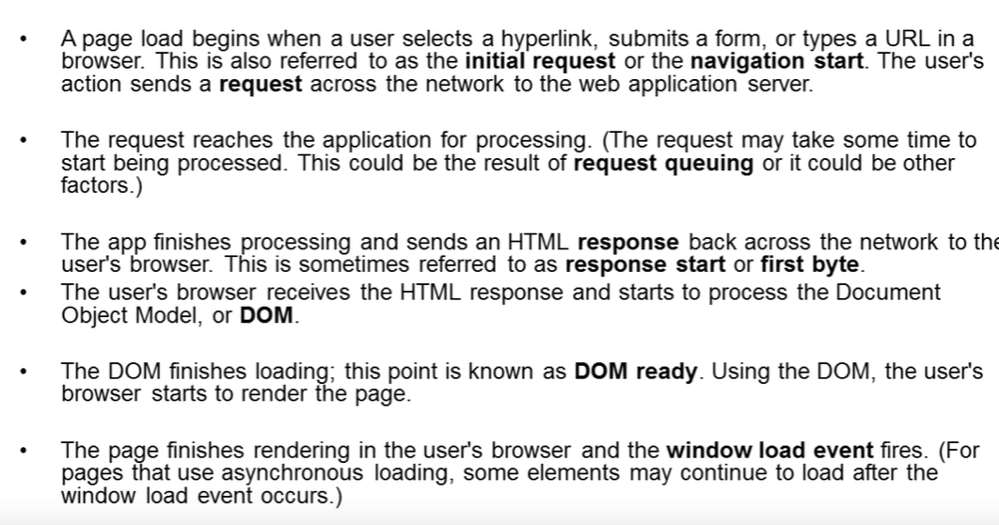 • A page load begins when a user selects a hyperlink, submits a form, or types a URL in a
browser. This is also referred to as the initial request or the navigation start. The user's
action sends a request across the network to the web application server.
• The request reaches the application for processing. (The request may take some time to
start being processed. This could be the result of request queuing or it could be other
factors.)
• The app finishes processing and sends an HTML response back across the network to the
user's browser. This is sometimes referred to as response start or first byte.
• The user's browser receives the HTML response and starts to process the Document
Object Model, or DOM.
• The DOM finishes loading; this point is known as DOM ready. Using the DOM, the user's
browser starts to render the page.
• The page finishes rendering in the user's browser and the window load event fires. (For
pages that use asynchronous loading, some elements may continue to load after the
window load event occurs.)